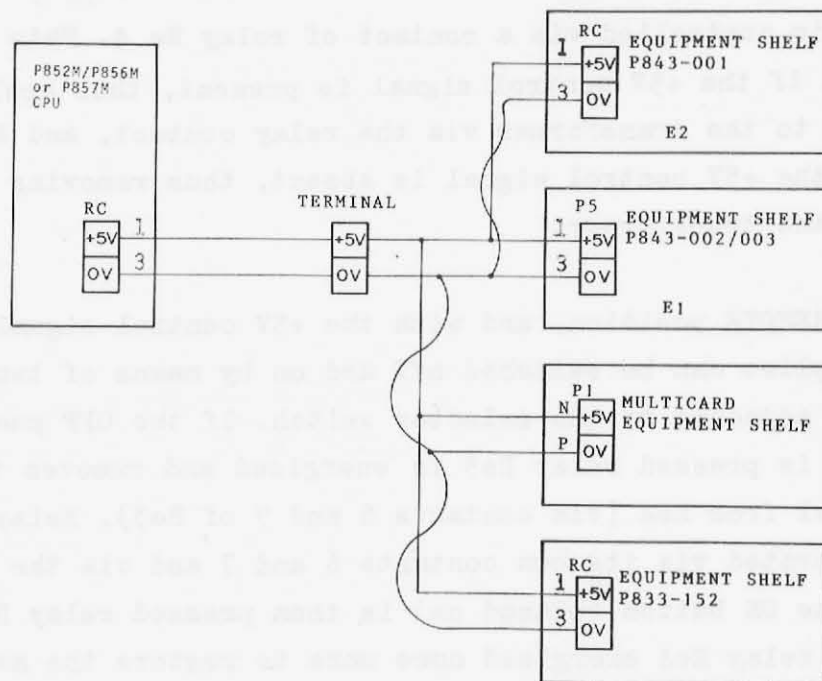 P852M/P856M
or P857M
CPU
RC
+5V 1
0V 3
TERMINAL
+5V
0V
RC
1 +5V
3 0V
EQUIPMENT SHELF
P843-001
E2
P5
1 +5V
3 0V
EQUIPMENT SHELF
P843-002/003
E1
P1
N +5V
P 0V
MULTICARD
EQUIPMENT SHELF
RC
1 +5V
3 0V
EQUIPMENT SHELF
P833-152